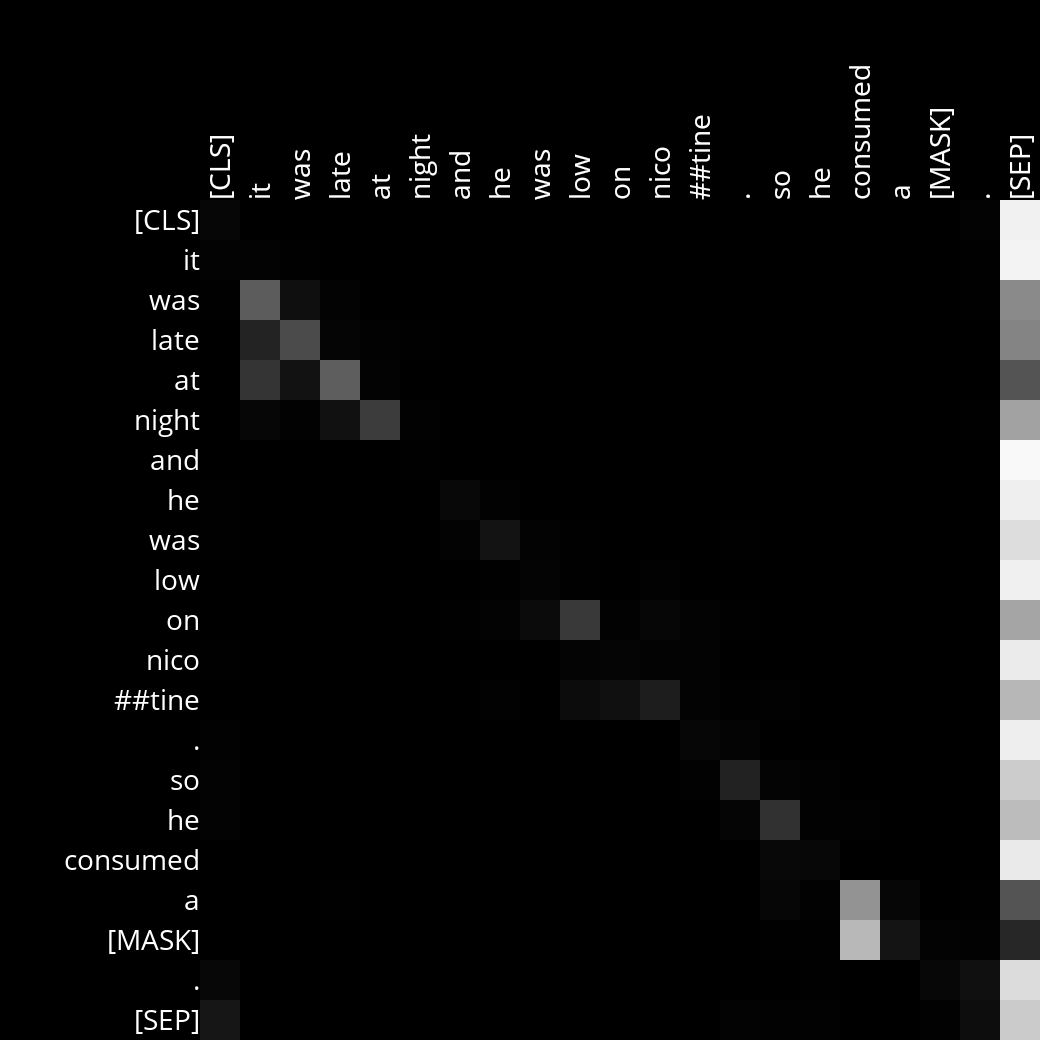 [CLS] it was late at night and he was low on nico ##tine . so he consumed a [MASK] . [SEP]
[CLS]
it
was
late
at
night
and
he
was
low
on
nico
##tine
.
so
he
consumed
a
[MASK]
.
[SEP]